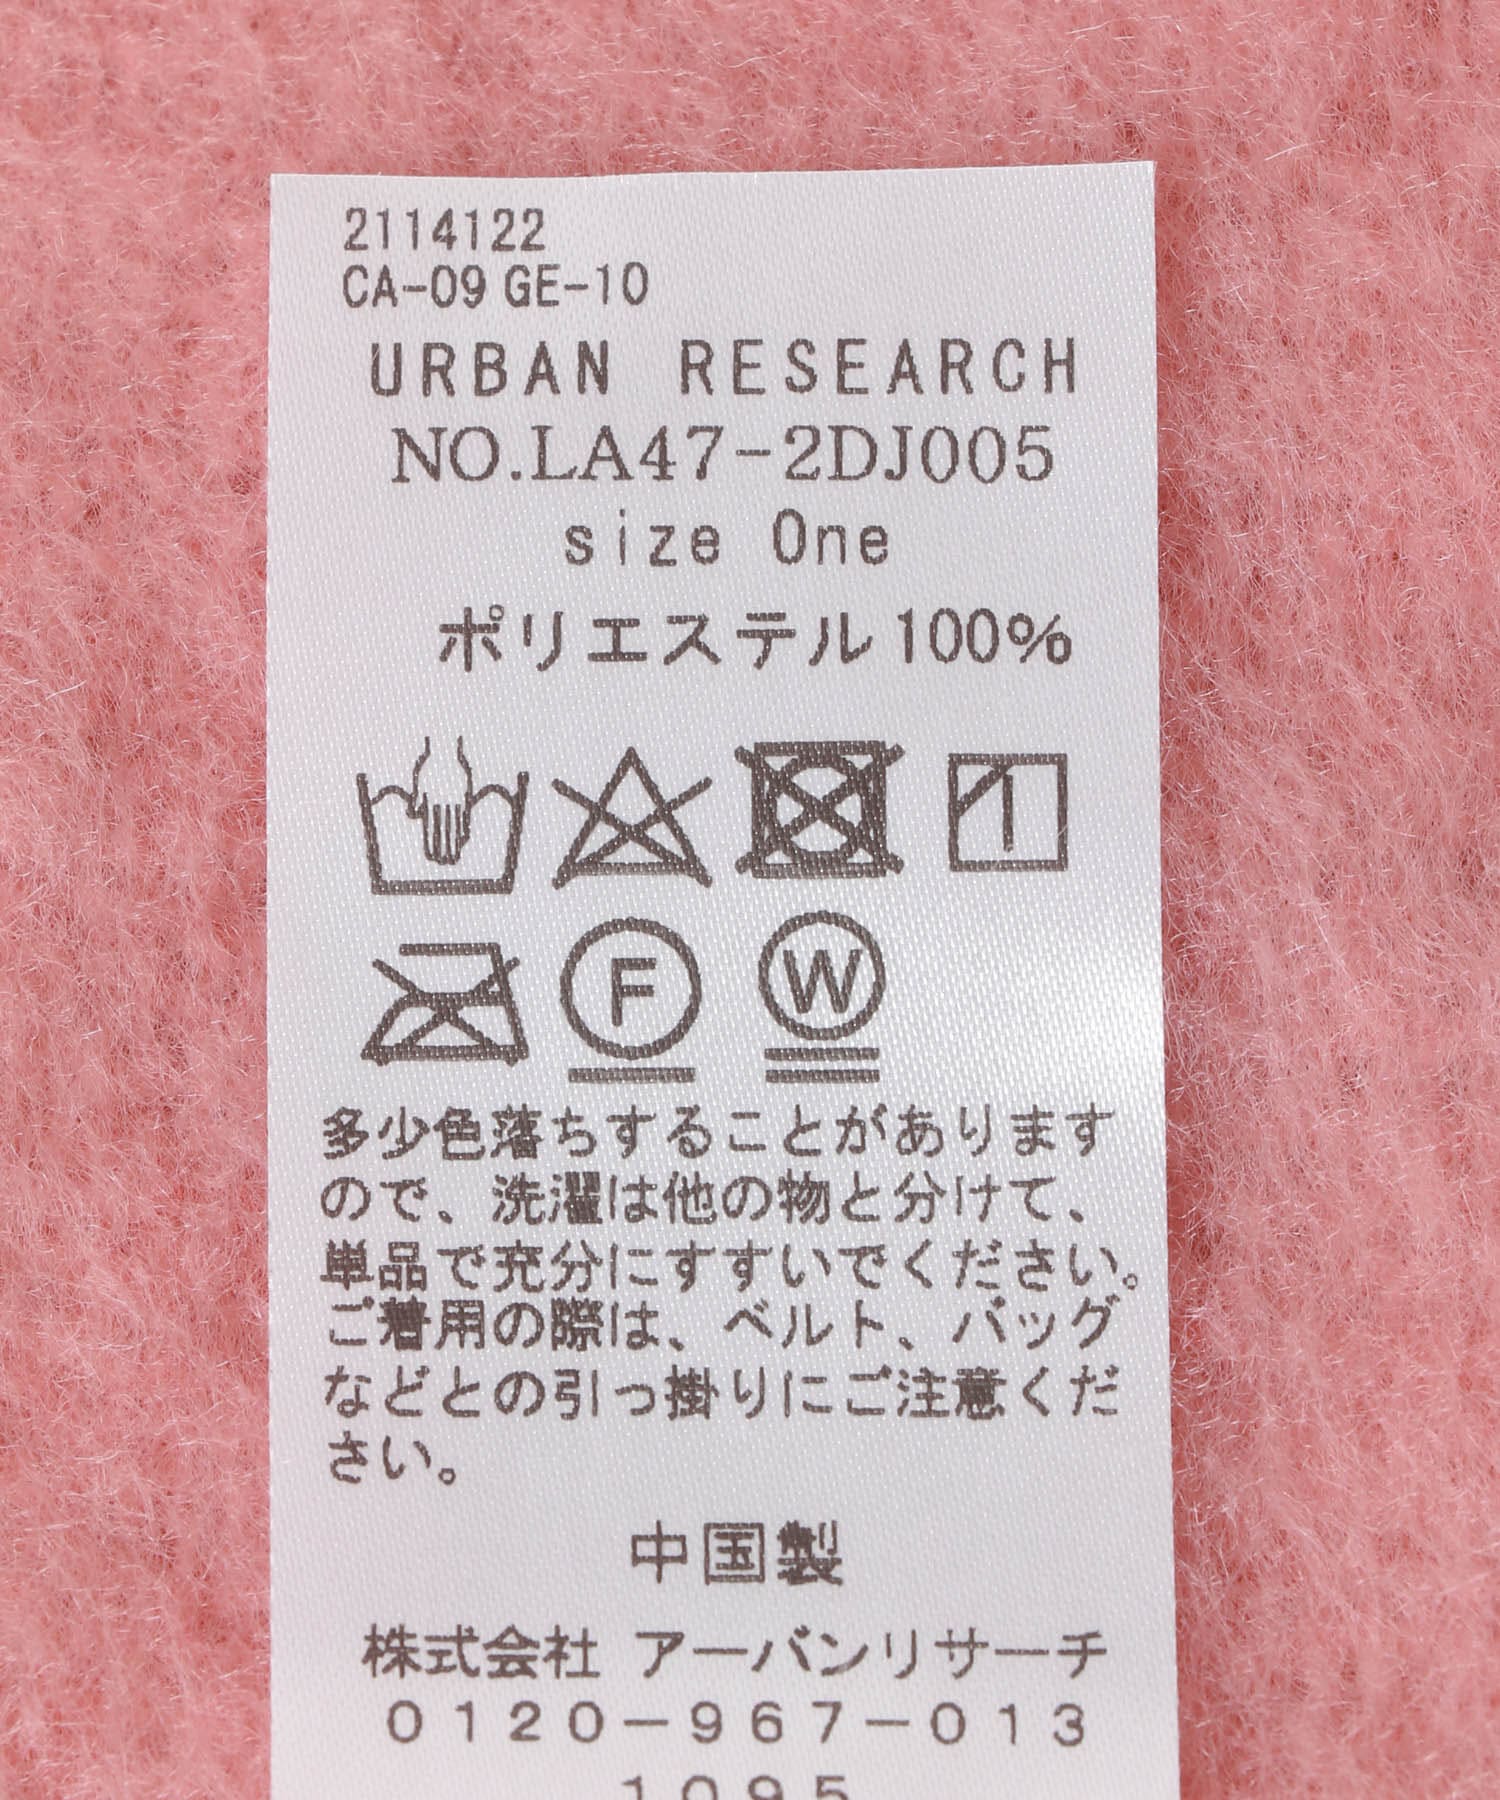 2114122
CA-09 GE-10
URBAN RESEARCH
NO.LA47-2DJ005
size One
ポリエステル100%
F W
多少色落ちすることがあります
ので、洗濯は他の物と分けて、
単品で充分にすすいでください。
ご着用の際は、ベルト、バッグ
などとの引っ掛りにご注意くだ
さい。
中国製
株式会社 アーバンリサーチ
0120-967-013
1095